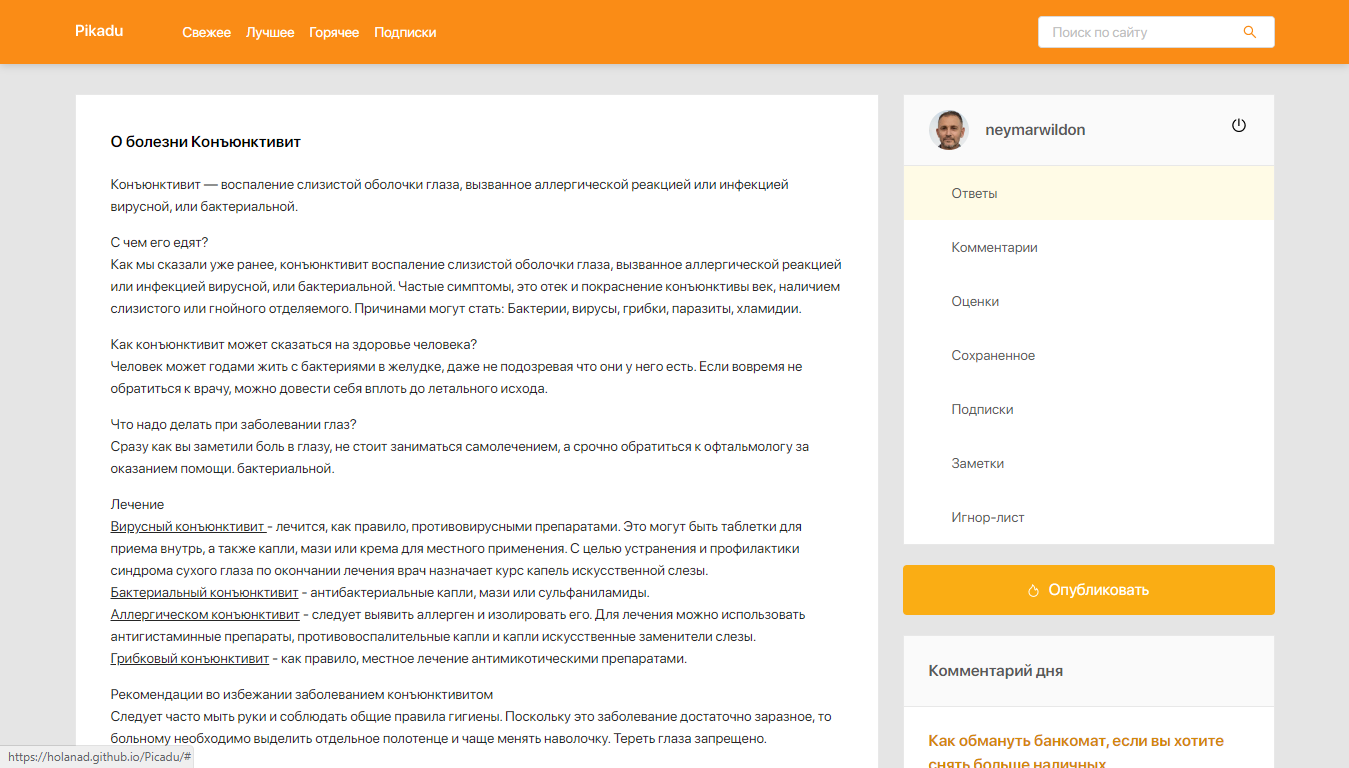 Pikadu
Свежее Лучшее Горячее Подписки
Поиск по сайту
О болезни Конъюнктивит
Конъюнктивит — воспаление слизистой оболочки глаза, вызванное аллергической реакцией или инфекцией
вирусной, или бактериальной.
С чем его едят?
Как мы сказали уже ранее, конъюнктивит воспаление слизистой оболочки глаза, вызванное аллергической реакцией
или инфекцией вирусной, или бактериальной. Частые симптомы, это отек и покраснение конъюнктивы век, наличием
слизистого или гнойного отделяемого. Причинами могут стать: Бактерии, вирусы, грибки, паразиты, хламидии.
Как конъюнктивит может сказаться на здоровье человека?
Человек может годами жить с бактериями в желудке, даже не подозревая что они у него есть. Если вовремя не
обратиться к врачу, можно довести себя вплоть до летального исхода.
Что надо делать при заболевании глаз?
Сразу как вы заметили боль в глазу, не стоит заниматься самолечением, а срочно обратиться к офтальмологу за
оказанием помощи. бактериальной.
Лечение
Вирусный конъюнктивит - лечится, как правило, противовирусными препаратами. Это могут быть таблетки для
приема внутрь, а также капли, мази или крема для местного применения. С целью устранения и профилактики
синдрома сухого глаза по окончании лечения врач назначает курс капель искусственной слезы.
Бактериальный конъюнктивит - антибактериальные капли, мази или сульфаниламиды.
Аллергическом конъюнктивит - следует выявить аллерген и изолировать его. Для лечения можно использовать
антигистаминные препараты, противовоспалительные капли и капли искусственные заменители слезы.
Грибковый конъюнктивит - как правило, местное лечение антимикотическими препаратами.
Рекомендации во избежании заболеванием конъюнктивитом
Следует часто мыть руки и соблюдать общие правила гигиены. Поскольку это заболевание достаточно заразное, то
больному необходимо выделить отдельное полотенце и чаще менять наволочку. Тереть глаза запрещено.
https://holanad.github.io/Picadu/#
neymarwildon
Ответы
Комментарии
Оценки
Сохраненное
Подписки
Заметки
Игнор-лист
Опубликовать
Комментарий дня
Как обмануть банкомат, если вы хотите
снять больше наличных